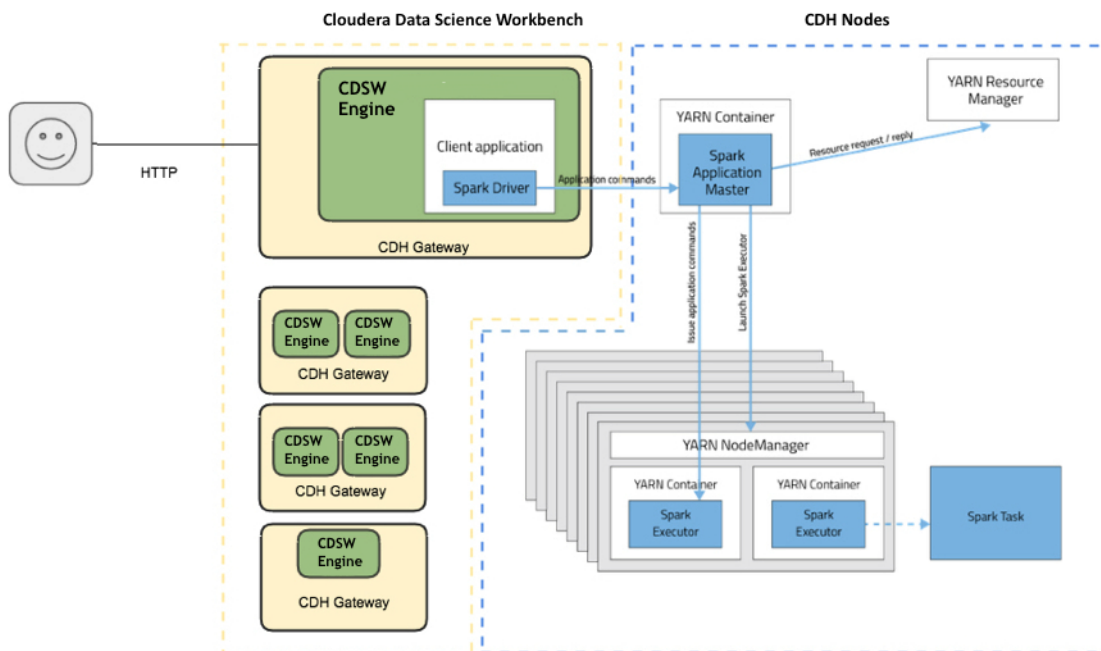 Cloudera Data Science Workbench
CDH Nodes
HTTP
CDSW
Engine
Client application
Spark Driver
CDH Gateway
Application commands
YARN Container
Spark
Application
Master
Resource request / reply
YARN Resource
Manager
Issue application commands
Launch Spark Executor
CDSW
Engine
CDSW
Engine
CDH Gateway
CDSW
Engine
CDSW
Engine
CDH Gateway
CDSW
Engine
CDH Gateway
YARN NodeManager
YARN Container
Spark
Executor
YARN Container
Spark
Executor
Spark Task